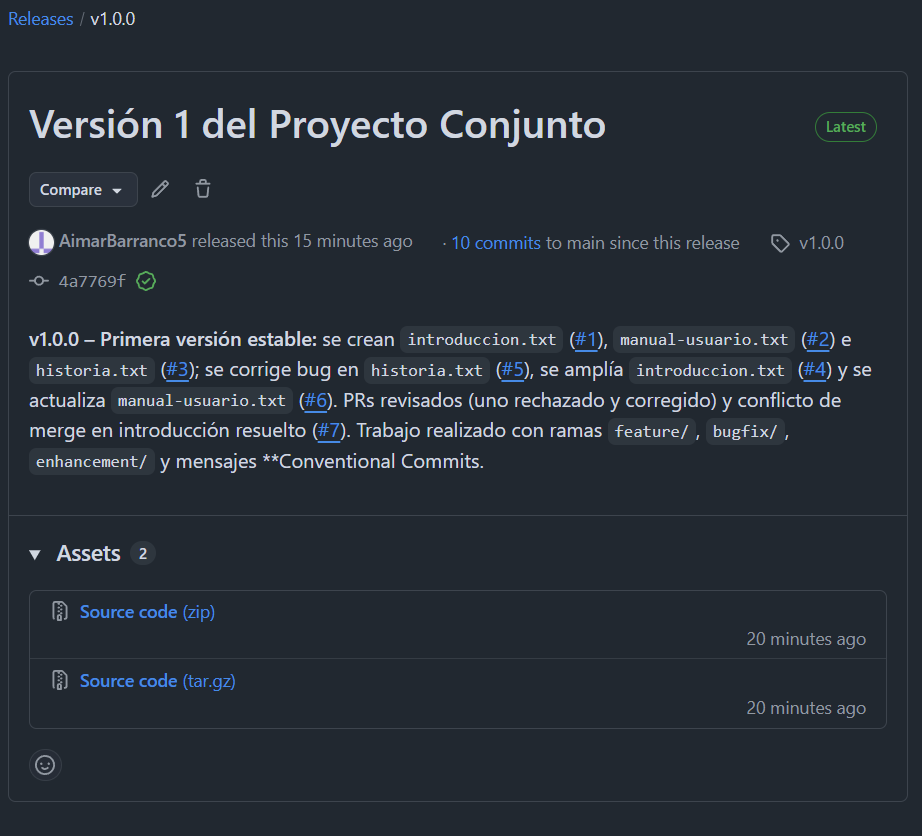 Releases / v1.0.0
Versión 1 del Proyecto Conjunto
Latest
Compare
AimarBarranco5 released this 15 minutes ago · 10 commits to main since this release v1.0.0
4a7769f
v1.0.0 – Primera versión estable: se crean introduccion.txt (#1), manual-usuario.txt (#2) e
historia.txt (#3); se corrige bug en historia.txt (#5), se amplía introduccion.txt (#4) y se
actualiza manual-usuario.txt (#6). PRs revisados (uno rechazado y corregido) y conflicto de
merge en introducción resuelto (#7). Trabajo realizado con ramas feature/, bugfix/,
enhancement/ y mensajes **Conventional Commits.
Assets 2
Source code (zip)
20 minutes ago
Source code (tar.gz)
20 minutes ago